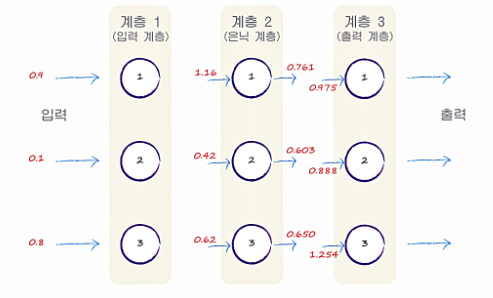 계층 1 계층 2 계층 3
(입력 계층) (은닉 계층) (출력 계층)
0.9 1 1.16 1 0.761 0.975 1
입력 출력
0.1 2 0.42 2 0.603 0.888 2
0.8 3 0.62 3 0.650 1.254 3